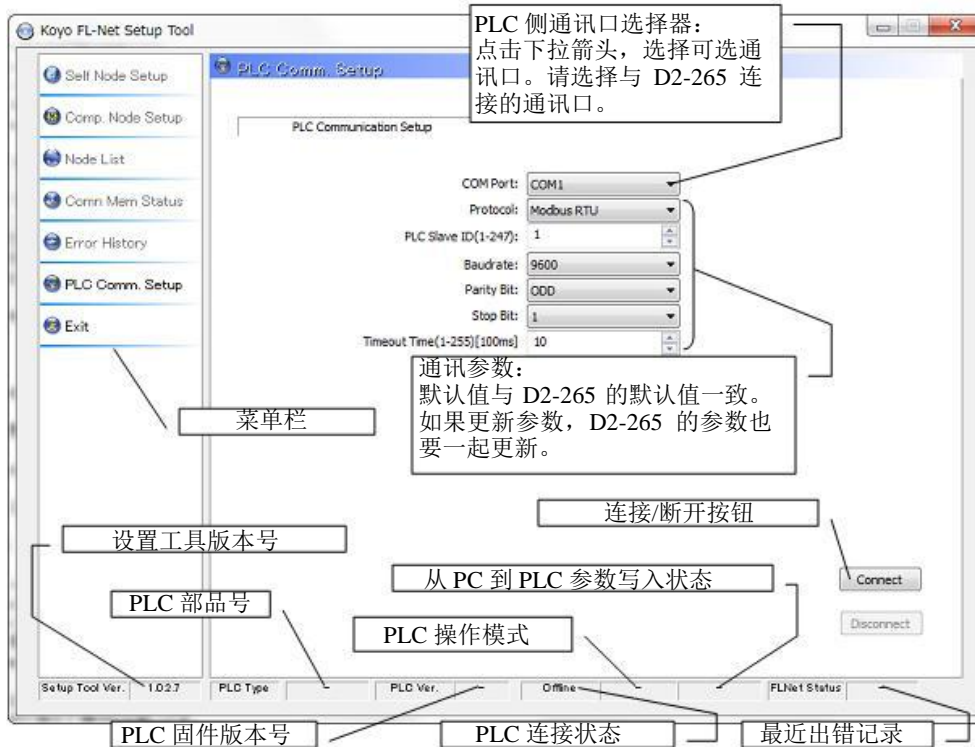 Koyo FL-Net Setup Tool
PLC 侧通讯口选择器：
点击下拉箭头，选择可选通
讯口。请选择与 D2-265 连
接的通讯口。
Self Node Setup
Comp. Node Setup
Node List
Comn Mem Status
Error History
PLC Comm. Setup
Exit
PLC Comm. Setup
PLC Communication Setup
COM Port: COM1
Protocol: Modbus RTU
PLC Slave ID(1-247): 1
Baudrate: 9600
Parity Bit: ODD
Stop Bit: 1
Timeout Time(1-255)[100ms] 10
通讯参数：
默认值与 D2-265 的默认值一致。
如果更新参数，D2-265 的参数也
要一起更新。
菜单栏
连接/断开按钮
设置工具版本号
从 PC 到 PLC 参数写入状态
Connect
PLC 部品号
PLC 操作模式
Disconnect
Setup Tool Ver. 1.0.2.7 PLC Type - PLC Ver. - Offline - - FLNet Status -
PLC 固件版本号
PLC 连接状态
最近出错记录